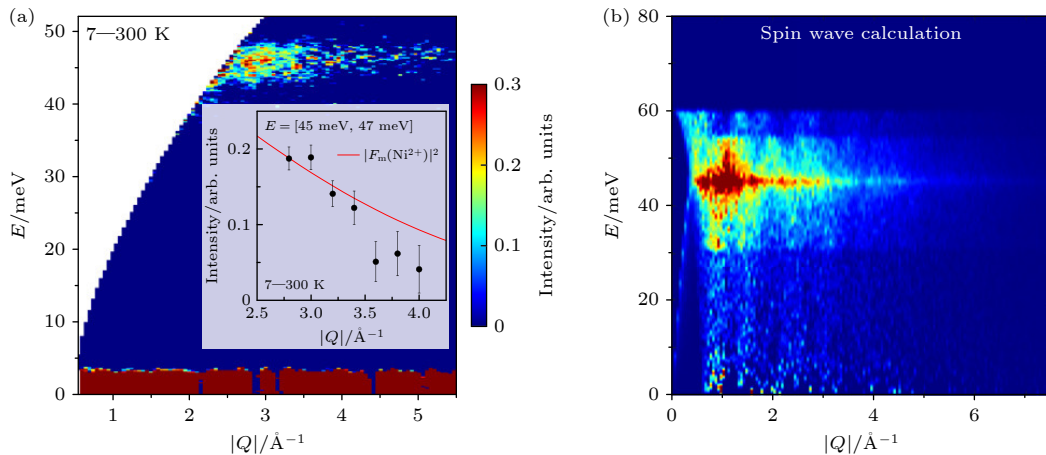 (a)
7—300 K
E/meV
50
40
30
20
10
0
1
2
3
4
5
|Q|/Å⁻¹
E = [45 meV, 47 meV]
|Fₘ(Ni²⁺)|²
Intensity/arb. units
0.2
0.1
0
7—300 K
2.5
3.0
3.5
4.0
|Q|/Å⁻¹
0.3
0.2
0.1
0
Intensity/arb. units
(b)
Spin wave calculation
E/meV
80
60
40
20
0
0
2
4
6
|Q|/Å⁻¹